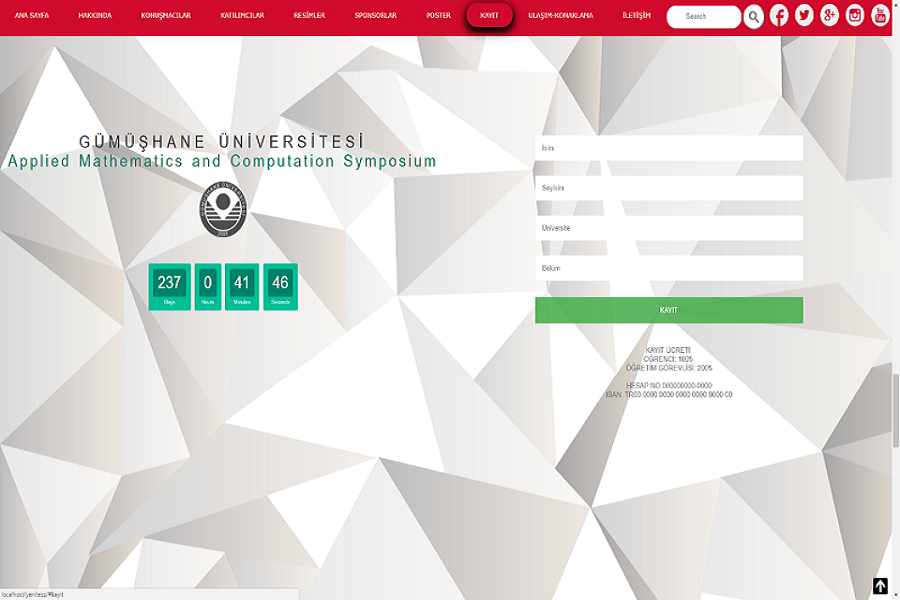 ANA SAYFA
HAKKINDA
KONUŞMACILAR
KATILIMCILAR
RESİMLER
SPONSORLAR
POSTER
KAYIT
ULAŞIM-KONAKLAMA
İLETİŞİM
Search
GÜMÜŞHANE ÜNİVERSİTESİ
Applied Mathematics and Computation Symposium
237 0 41 46
Days Hours Minutes Seconds
İsim
Soyisim
Üniversite
Bölüm
KAYIT
KAYIT ÜCRETİ
ÖĞRENCİ: 100$
ÖĞRETİM GÖREVLİSİ: 200$
HESAP NO 000000000-0000
IBAN: TR00 0000 0000 0000 0000 0000 00
localhost/yenitez/#kayit